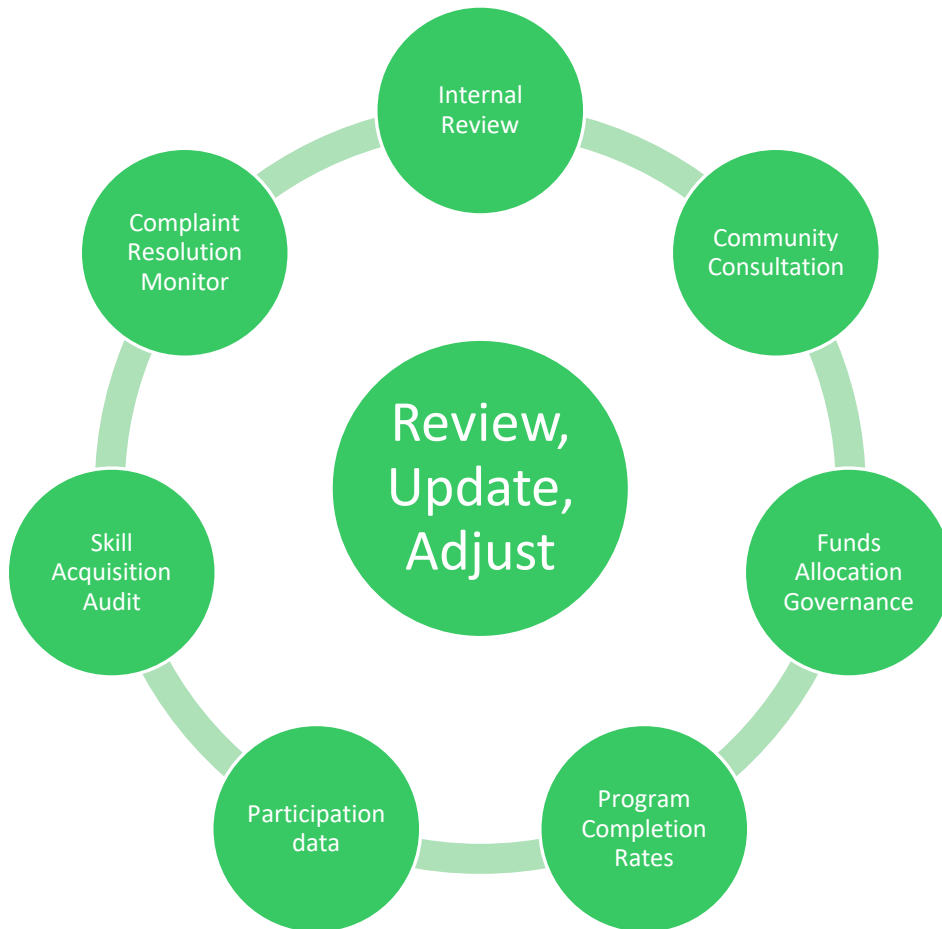 Internal
Review
Community
Consultation
Funds
Allocation
Governance
Program
Completion
Rates
Participation
data
Skill
Acquisition
Audit
Complaint
Resolution
Monitor
Review,
Update,
Adjust